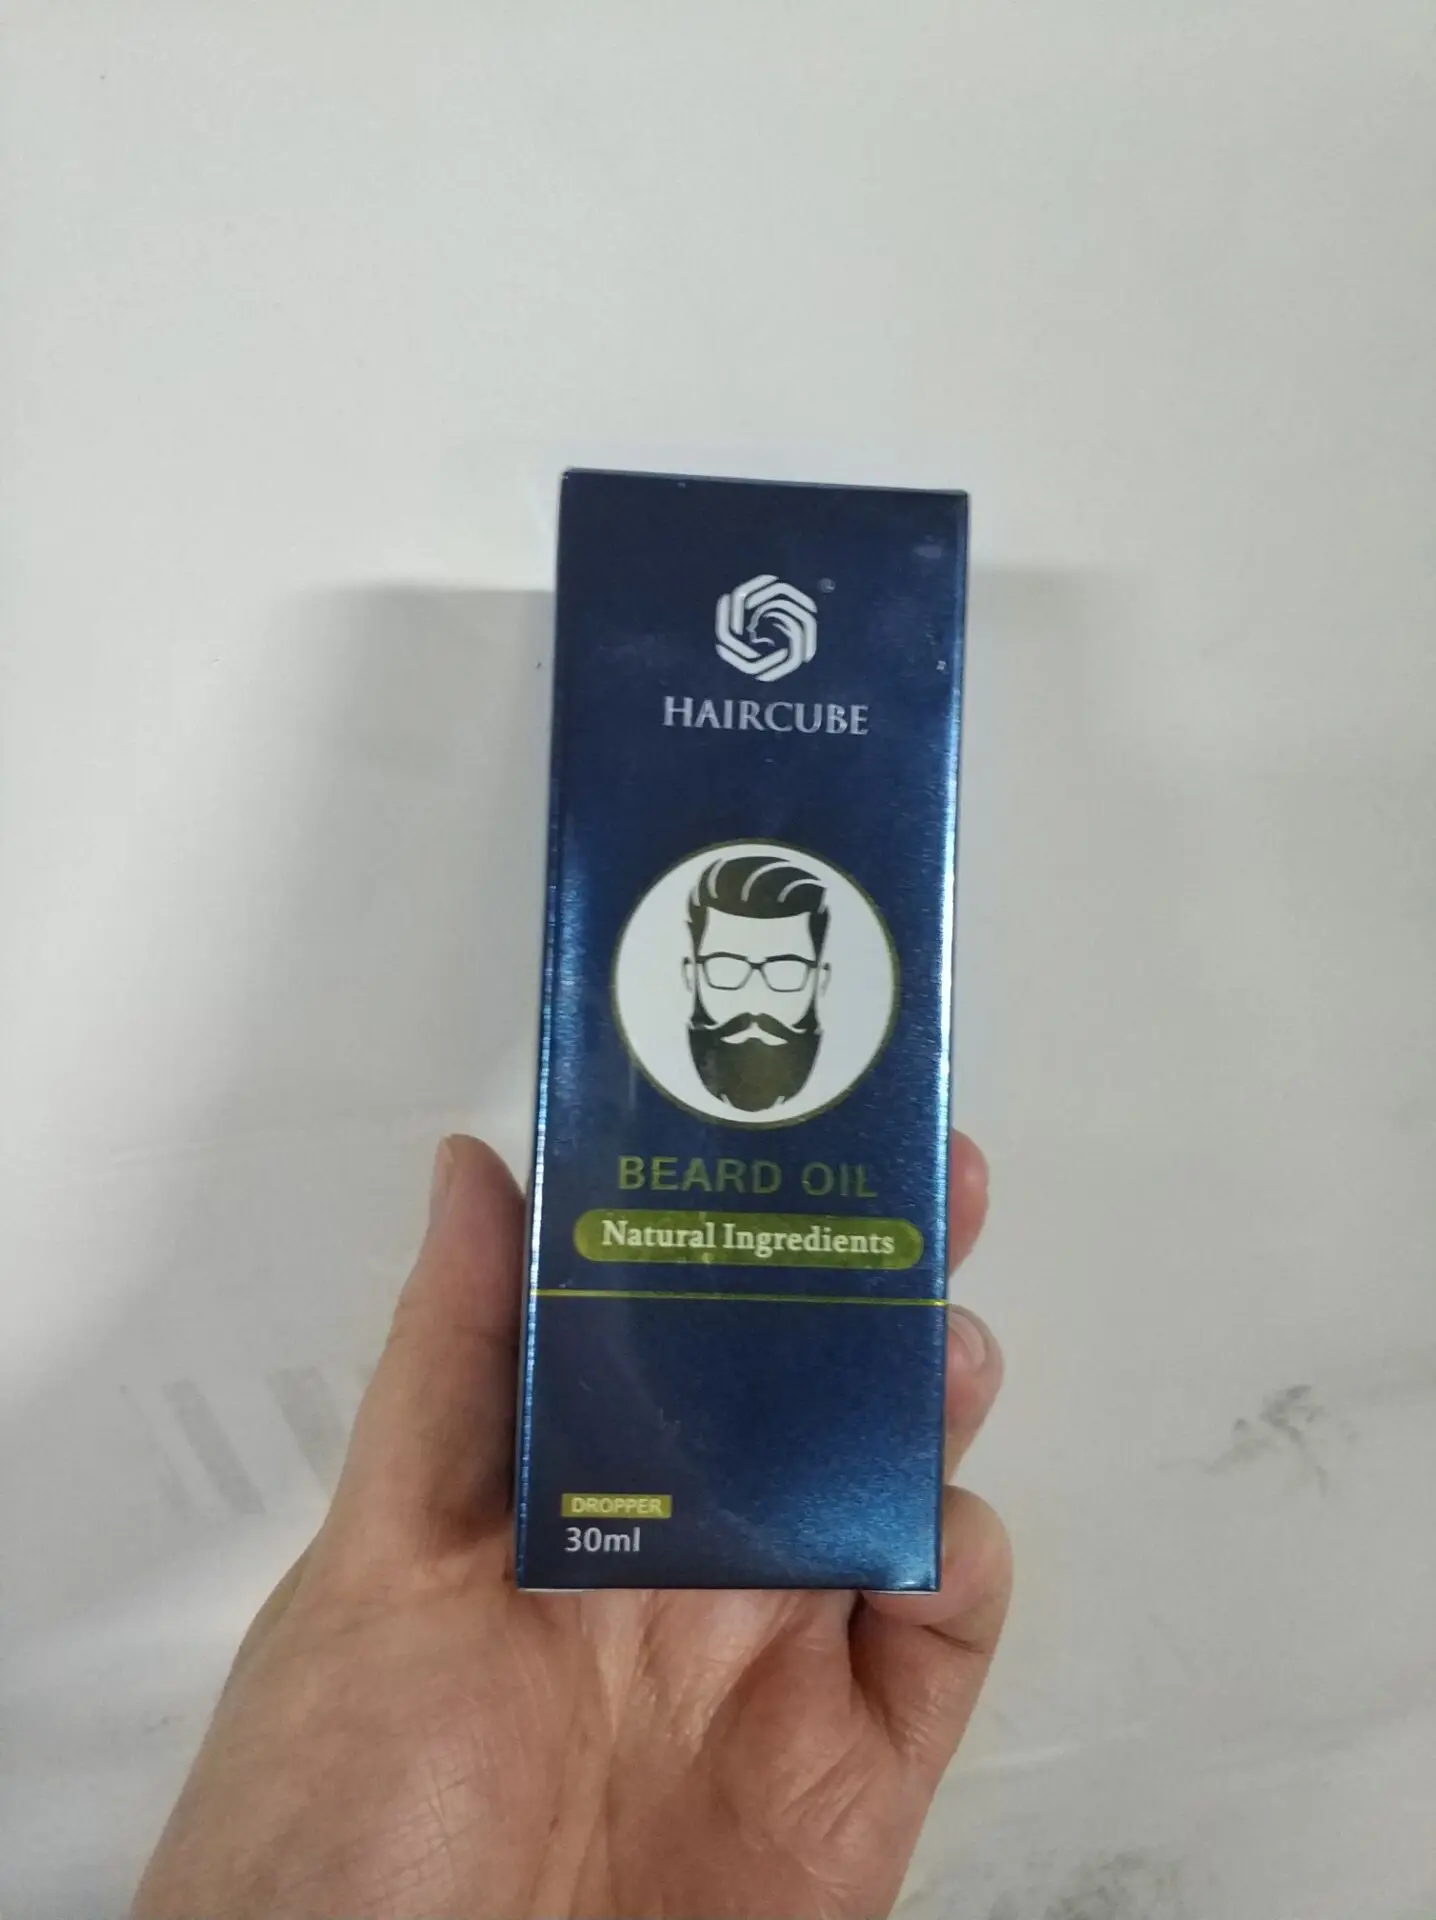 HAIRCUBE
BEARD OIL
Natural Ingredients
DROPPER
30ml